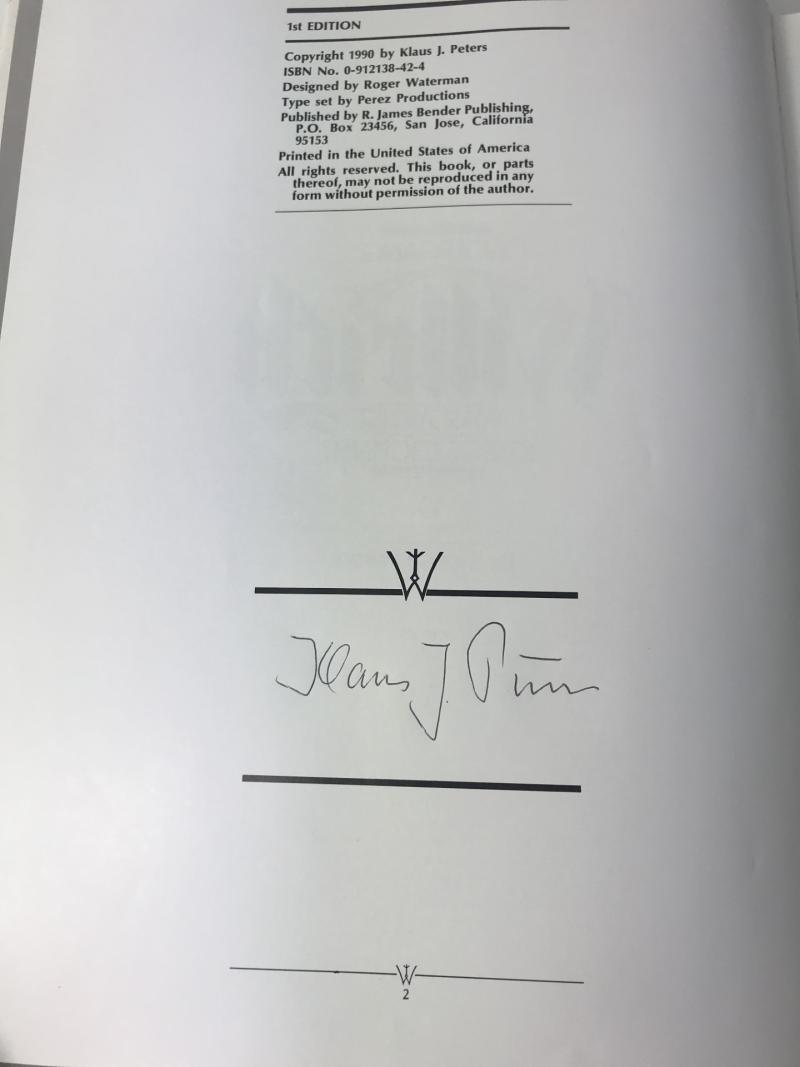 1st EDITION
Copyright 1990 by Klaus J. Peters
ISBN No. 0-912138-42-4
Designed by Roger Waterman
Type set by Perez Productions
Published by R. James Bender Publishing,
P.O. Box 23456, San Jose, California
95153
Printed in the United States of America
All rights reserved. This book, or parts
thereof, may not be reproduced in any
form without permission of the author.
Klaus J. Peters
2